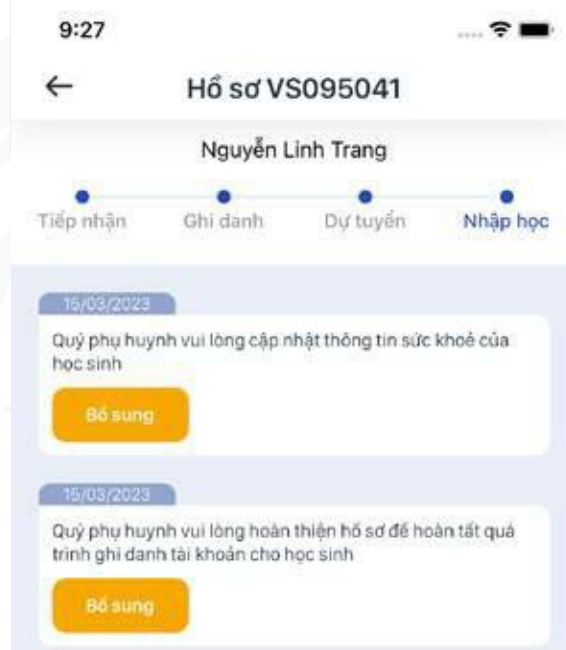 9:27
Hồ sơ VS095041
Nguyễn Linh Trang
Tiếp nhận Ghi danh Dự tuyển Nhập học
15/03/2023
Quý phụ huynh vui lòng cập nhật thông tin sức khoẻ của
học sinh
Bổ sung
15/03/2023
Quý phụ huynh vui lòng hoàn thiện hồ sơ để hoàn tất quá
trình ghi danh tài khoản cho học sinh
Bổ sung